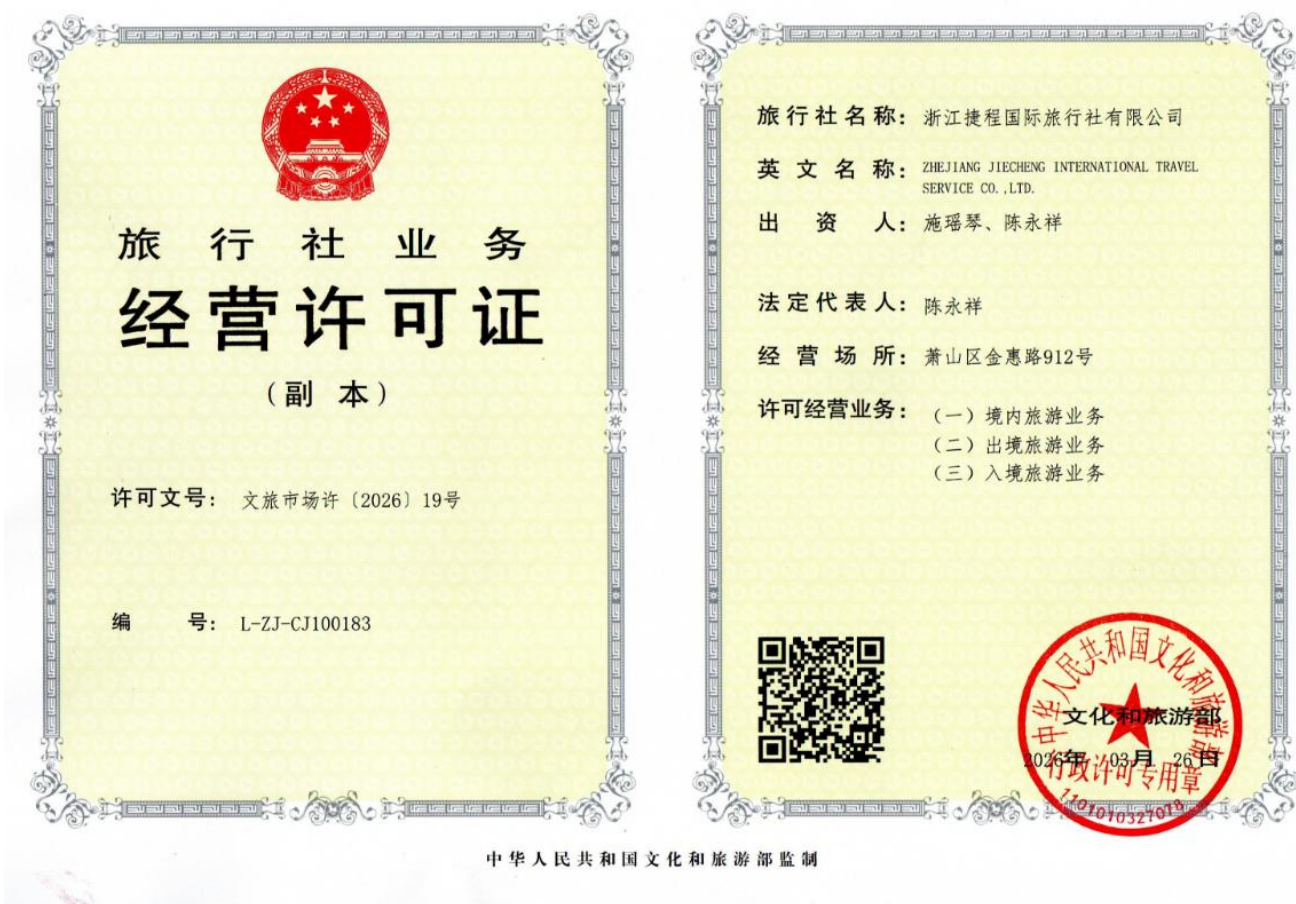 旅行社业务
经营许可证
（副 本）
许可文号： 文旅市场许〔2026〕19号
编 号： L-ZJ-CJ100183
旅行社名称： 浙江捷程国际旅行社有限公司
英文名称： ZHEJIANG JIECHENG INTERNATIONAL TRAVEL
SERVICE CO.,LTD.
出 资 人： 施瑶琴、陈永祥
法定代表人： 陈永祥
经营场所： 萧山区金惠路912号
许可经营业务： （一）境内旅游业务
（二）出境旅游业务
（三）入境旅游业务
中华人民共和国文化和旅游部
文化和旅游部
2026年 03月 26日
行政许可专用章
1101010327078
中华人民共和国文化和旅游部监制